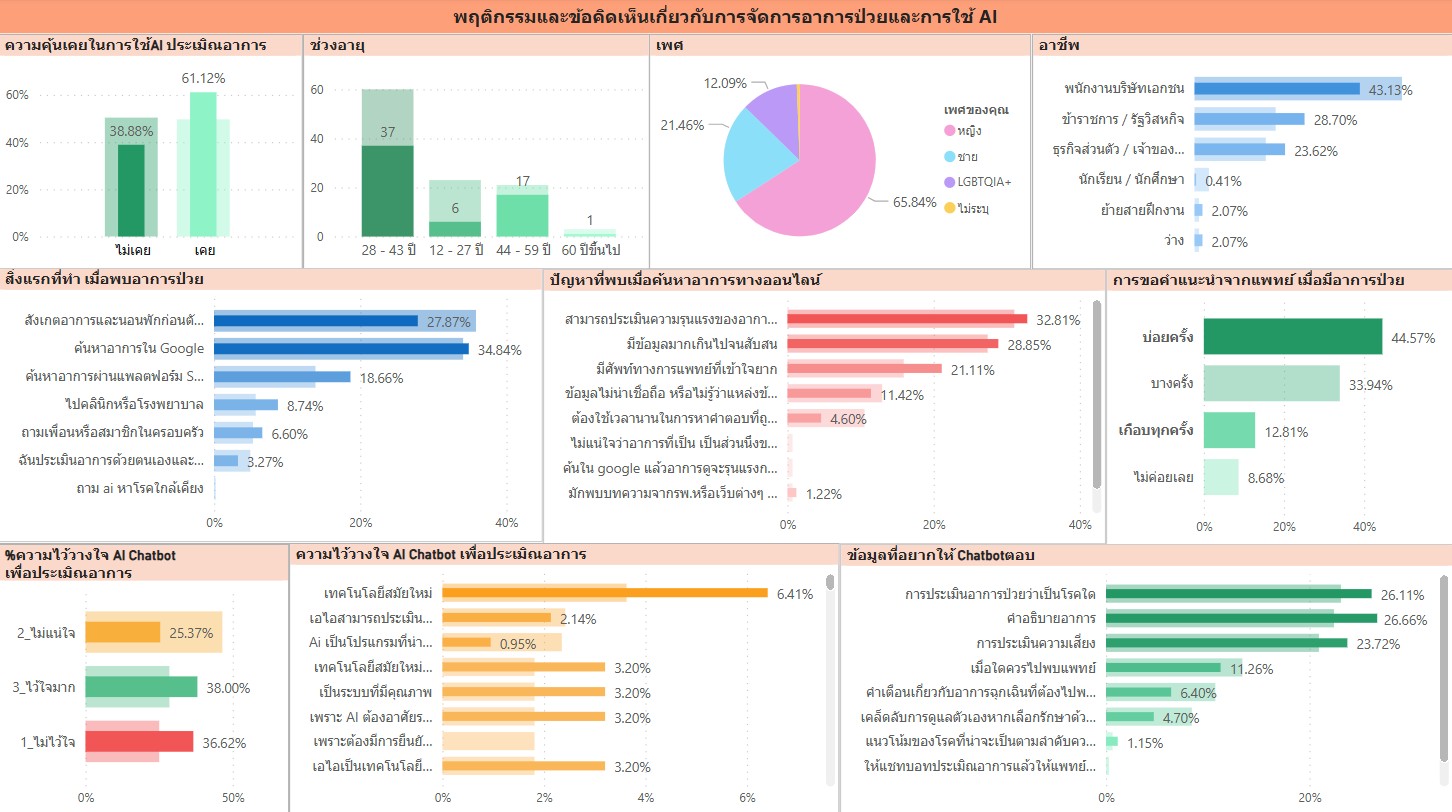 พฤติกรรมและข้อคิดเห็นเกี่ยวกับการจัดการอาการป่วยและการใช้ AI
ความคุ้นเคยในการใช้AI ประเมินอาการ
61.12%
60%
38.88%
40%
20%
0%
ไม่เคย
เคย
ช่วงอายุ
60
40
20
0
37
6
17
1
28 - 43 ปี
12 - 27 ปี
44 - 59 ปี
60 ปีขึ้นไป
เพศ
12.09%
21.46%
65.84%
เพศของคุณ
หญิง
ชาย
LGBTQIA+
ไม่ระบุ
อาชีพ
พนักงานบริษัทเอกชน 43.13%
ข้าราชการ / รัฐวิสหกิจ 28.70%
ธุรกิจส่วนตัว / เจ้าของ... 23.62%
นักเรียน / นักศึกษา 0.41%
ย้ายสายฝึกงาน 2.07%
ว่าง 2.07%
สิ่งแรกที่ทำ เมื่อพบอาการป่วย
สังเกตอาการและนอนพักก่อนตั... 27.87%
ค้นหาอาการใน Google 34.84%
ค้นหาอาการผ่านแพลตฟอร์ม S... 18.66%
ไปคลินิกหรือโรงพยาบาล 8.74%
ถามเพื่อนหรือสมาชิกในครอบครัว 6.60%
ฉันประเมินอาการด้วยตนเองและ... 3.27%
ถาม ai หาโรคใกล้เคียง
0% 20% 40%
ปัญหาที่พบเมื่อค้นหาอาการทางออนไลน์
สามารถประเมินความรุนแรงของอากา... 32.81%
มีข้อมูลมากเกินไปจนสับสน 28.85%
มีศัพท์ทางการแพทย์ที่เข้าใจยาก 21.11%
ข้อมูลไม่น่าเชื่อถือ หรือไม่รู้ว่าแหล่งข้... 11.42%
ต้องใช้เวลานานในการหาคำตอบที่ถู... 4.60%
ไม่แน่ใจว่าอาการที่เป็น เป็นส่วนนึงข...
ค้นใน google แล้วอาการดูจะรุนแรงก...
มักพบบทความจากรพ.หรือเว็บต่างๆ ... 1.22%
0% 20% 40%
การขอคำแนะนำจากแพทย์ เมื่อมีอาการป่วย
บ่อยครั้ง 44.57%
บางครั้ง 33.94%
เกือบทุกครั้ง 12.81%
ไม่ค่อยเลย 8.68%
0% 20% 40%
%ความไว้วางใจ AI Chatbot
เพื่อประเมินอาการ
2_ไม่แน่ใจ 25.37%
3_ไว้ใจมาก 38.00%
1_ไม่ไว้ใจ 36.62%
0% 50%
ความไว้วางใจ AI Chatbot เพื่อประเมินอาการ
เทคโนโลยีสมัยใหม่ 6.41%
เอไอสามารถประเมิน... 2.14%
Ai เป็นโปรแกรมที่น่า... 0.95%
เทคโนโลยีสมัยใหม่... 3.20%
เป็นระบบที่มีคุณภาพ 3.20%
เพราะ AI ต้องอาศัยร... 3.20%
เพราะต้องมีการยืนยั...
เอไอเป็นเทคโนโลยี... 3.20%
0% 2% 4% 6%
ข้อมูลที่อยากให้ Chatbotตอบ
การประเมินอาการป่วยว่าเป็นโรคใด 26.11%
คำอธิบายอาการ 26.66%
การประเมินความเสี่ยง 23.72%
เมื่อใดควรไปพบแพทย์ 11.26%
คำเตือนเกี่ยวกับอาการฉุกเฉินที่ต้องไปพ... 6.40%
เคล็ดลับการดูแลตัวเองหากเลือกรักษาด้ว... 4.70%
แนวโน้มของโรคที่น่าจะเป็นตามลำดับคว... 1.15%
ให้แชทบอทประเมินอาการแล้วให้แพทย์...
0% 20%